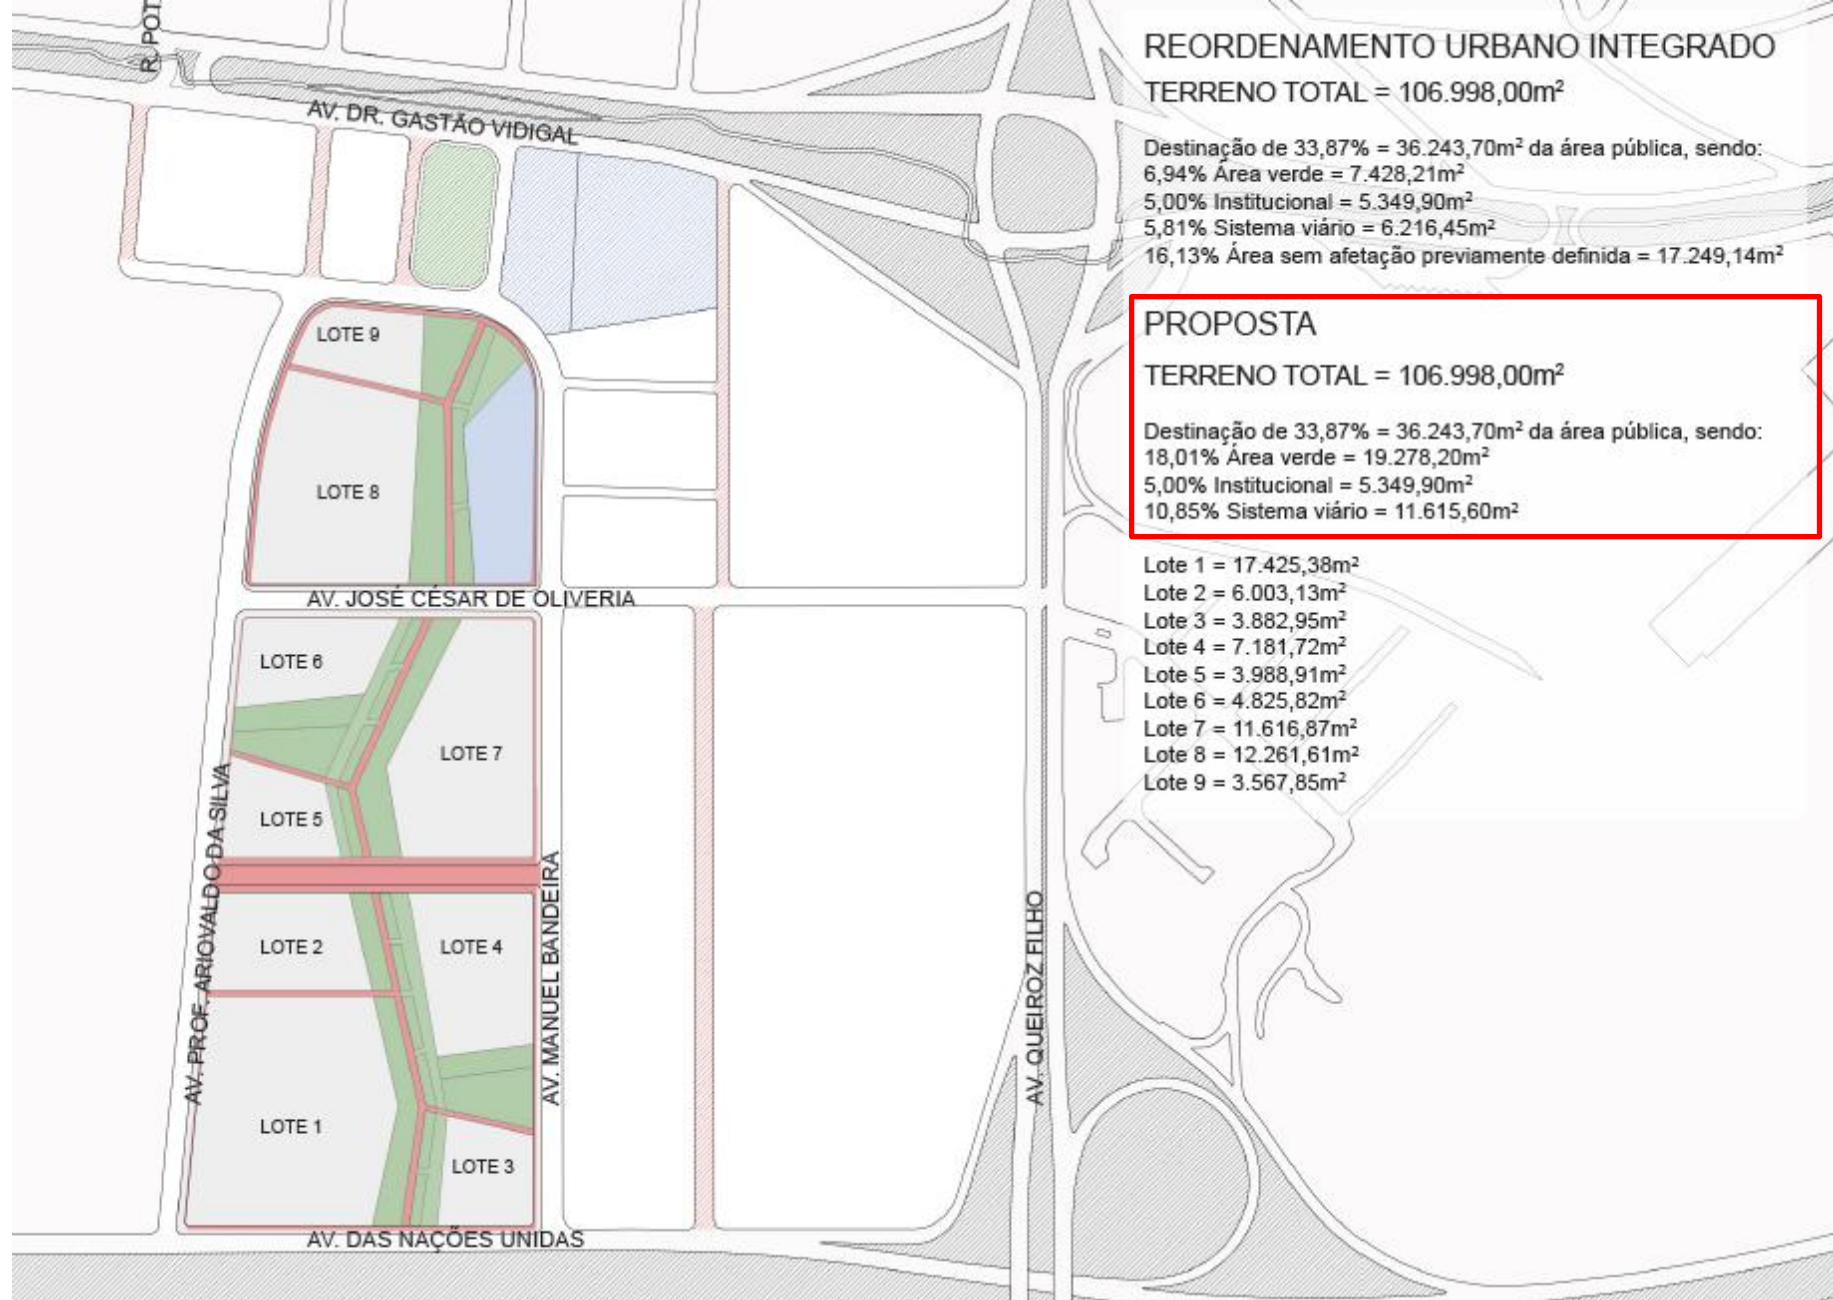 R. POT
AV. DR. GASTÃO VIDIGAL
REORDENAMENTO URBANO INTEGRADO
TERRENO TOTAL = 106.998,00m²
Destinação de 33,87% = 36.243,70m² da área pública, sendo:
6,94% Área verde = 7.428,21m²
5,00% Institucional = 5.349,90m²
5,81% Sistema viário = 6.216,45m²
16,13% Área sem afetação previamente definida = 17.249,14m²
PROPOSTA
TERRENO TOTAL = 106.998,00m²
Destinação de 33,87% = 36.243,70m² da área pública, sendo:
18,01% Área verde = 19.278,20m²
5,00% Institucional = 5.349,90m²
10,85% Sistema viário = 11.615,60m²
Lote 1 = 17.425,38m²
Lote 2 = 6.003,13m²
Lote 3 = 3.882,95m²
Lote 4 = 7.181,72m²
Lote 5 = 3.988,91m²
Lote 6 = 4.825,82m²
Lote 7 = 11.616,87m²
Lote 8 = 12.261,61m²
Lote 9 = 3.567,85m²
LOTE 9
LOTE 8
AV. JOSÉ CÉSAR DE OLIVERIA
LOTE 6
LOTE 7
LOTE 5
AV. PROF. ARIOVALDO DA SILVA
LOTE 2
LOTE 4
AV. MANUEL BANDEIRA
AV. QUEIROZ FILHO
LOTE 1
LOTE 3
AV. DAS NAÇÕES UNIDAS